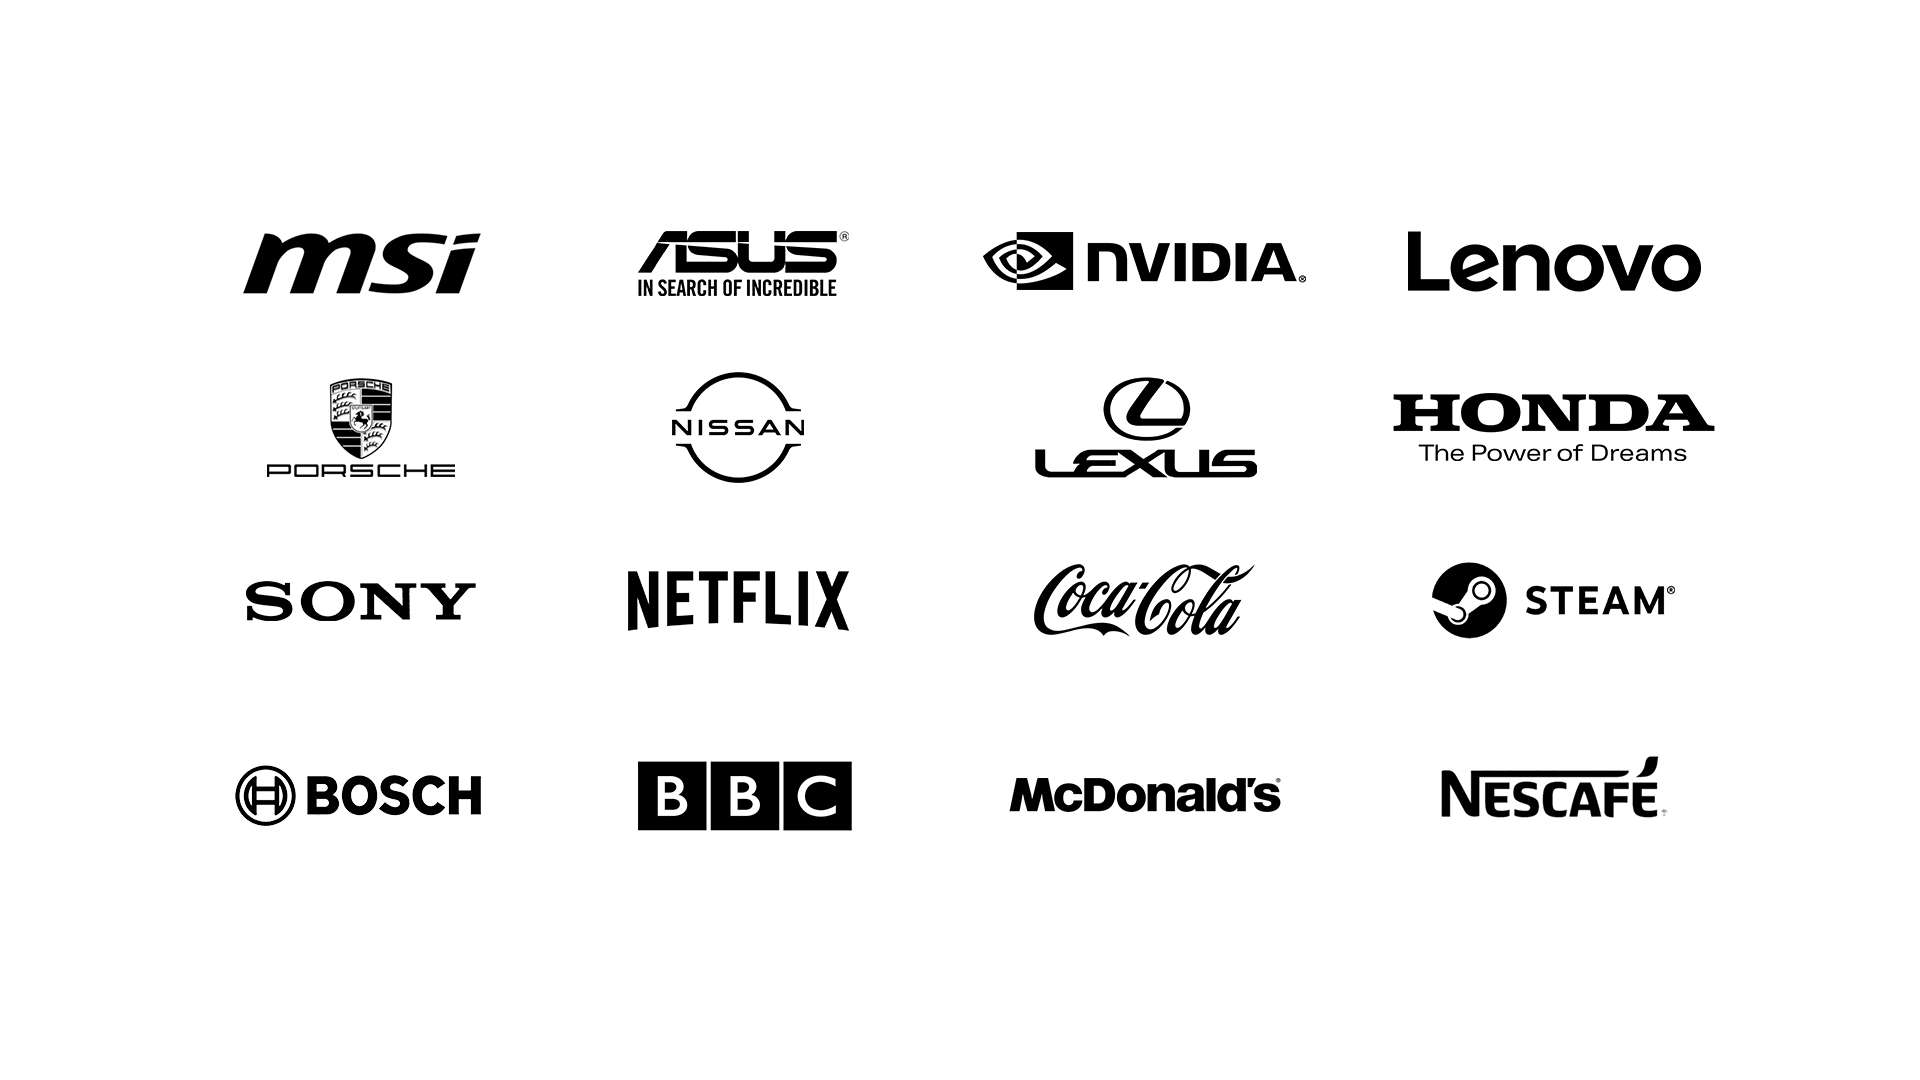 msi
ASUS®
IN SEARCH OF INCREDIBLE
NVIDIA®
Lenovo
PORSCHE
PORSCHE
NISSAN
LEXUS
HONDA
The Power of Dreams
SONY
NETFLIX
Coca-Cola
STEAM®
BOSCH
BBC
McDonald's®
NESCAFÉ